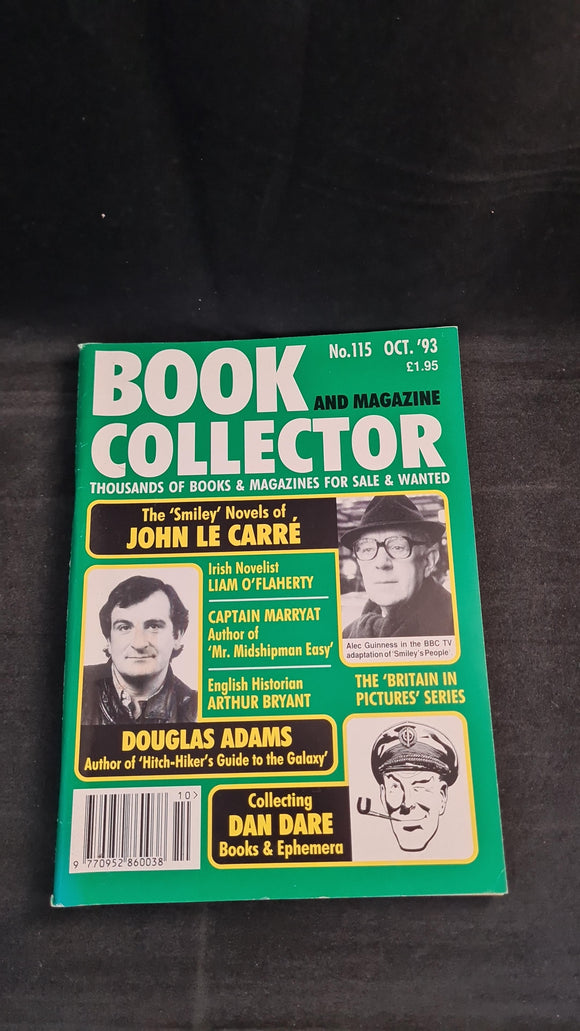 BOOK
No.115 OCT. '93
£1.95
AND MAGAZINE
COLLECTOR
THOUSANDS OF BOOKS & MAGAZINES FOR SALE & WANTED
The 'Smiley' Novels of
JOHN LE CARRÉ
Alec Guinness in the BBC TV
adaptation of 'Smiley's People'.
Irish Novelist
LIAM O'FLAHERTY
CAPTAIN MARRYAT
Author of
'Mr. Midshipman Easy'
English Historian
ARTHUR BRYANT
THE 'BRITAIN IN
PICTURES' SERIES
DOUGLAS ADAMS
Author of 'Hitch-Hiker's Guide to the Galaxy'
Collecting
DAN DARE
Books & Ephemera
10>
9 770952 860038